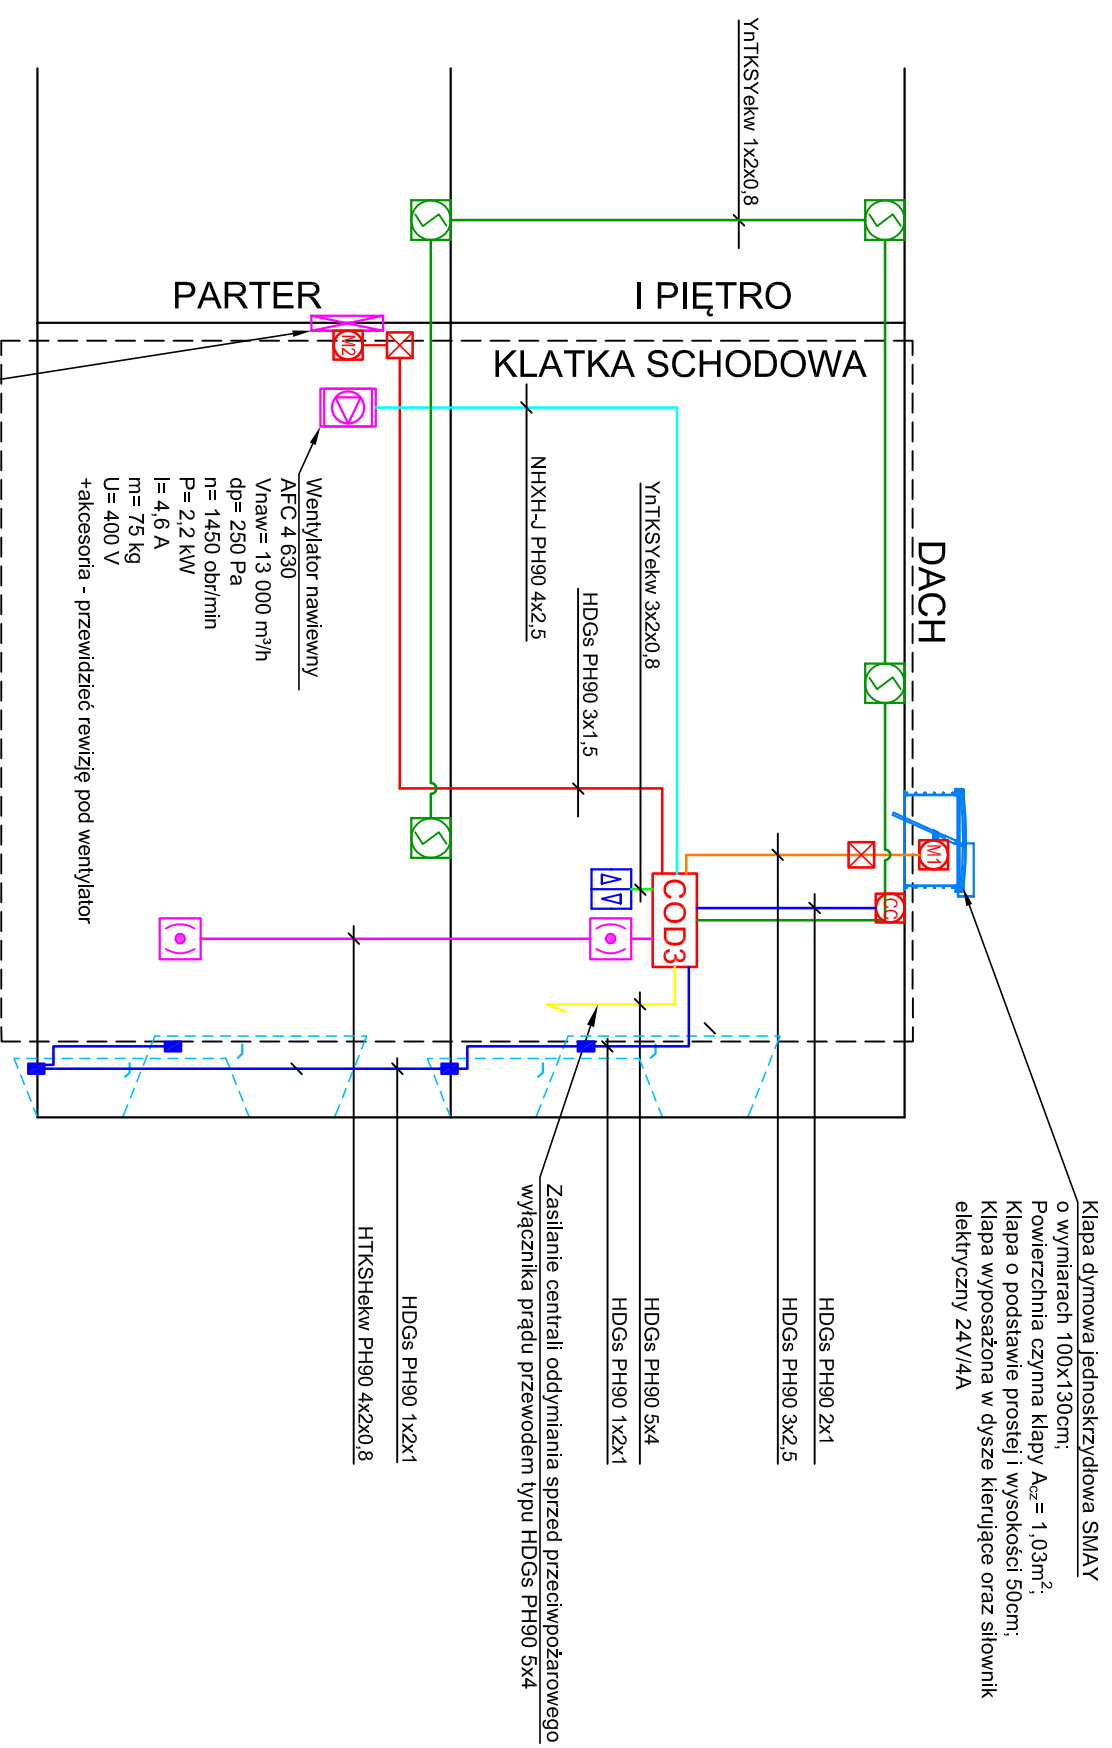 Klapa dymowa jednoskrzydłowa SMAY
o wymiarach 100x130cm;
Powierzchnia czynna klapy Acz= 1,03m²;
Klapa o podstawie prostej i wysokości 50cm;
Klapa wyposażona w dysze kierujące oraz siłownik
elektryczny 24V/4A
DACH
M1
CC
YnTKSYekw 1x2x0,8
I PIĘTRO
KLATKA SCHODOWA
PARTER
M2
COD3
HDGs PH90 2x1
HDGs PH90 3x2,5
YnTKSYekw 3x2x0,8
HDGs PH90 3x1,5
NHXH-J PH90 4x2,5
HDGs PH90 5x4
HDGs PH90 1x2x1
Zasilanie centrali oddymiania sprzed przeciwpożarowego
wyłącznika prądu przewodem typu HDGs PH90 5x4
HDGs PH90 1x2x1
HTKSHekw PH90 4x2x0,8
Wentylator nawiewny
AFC 4 630
Vnaw= 13 000 m³/h
dp= 250 Pa
n= 1450 obr/min
P= 2,2 kW
I= 4,6 A
m= 75 kg
U= 400 V
+akcesoria - przewidzieć rewizję pod wentylator